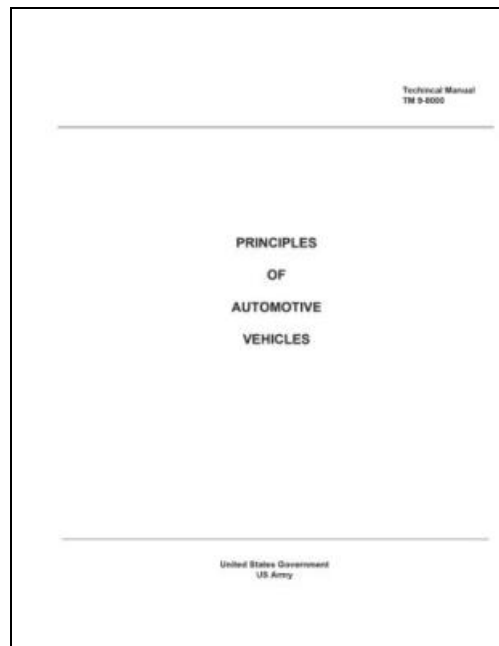 Techincal Manual
TM 9-8000
PRINCIPLES
OF
AUTOMOTIVE
VEHICLES
United States Government
US Army